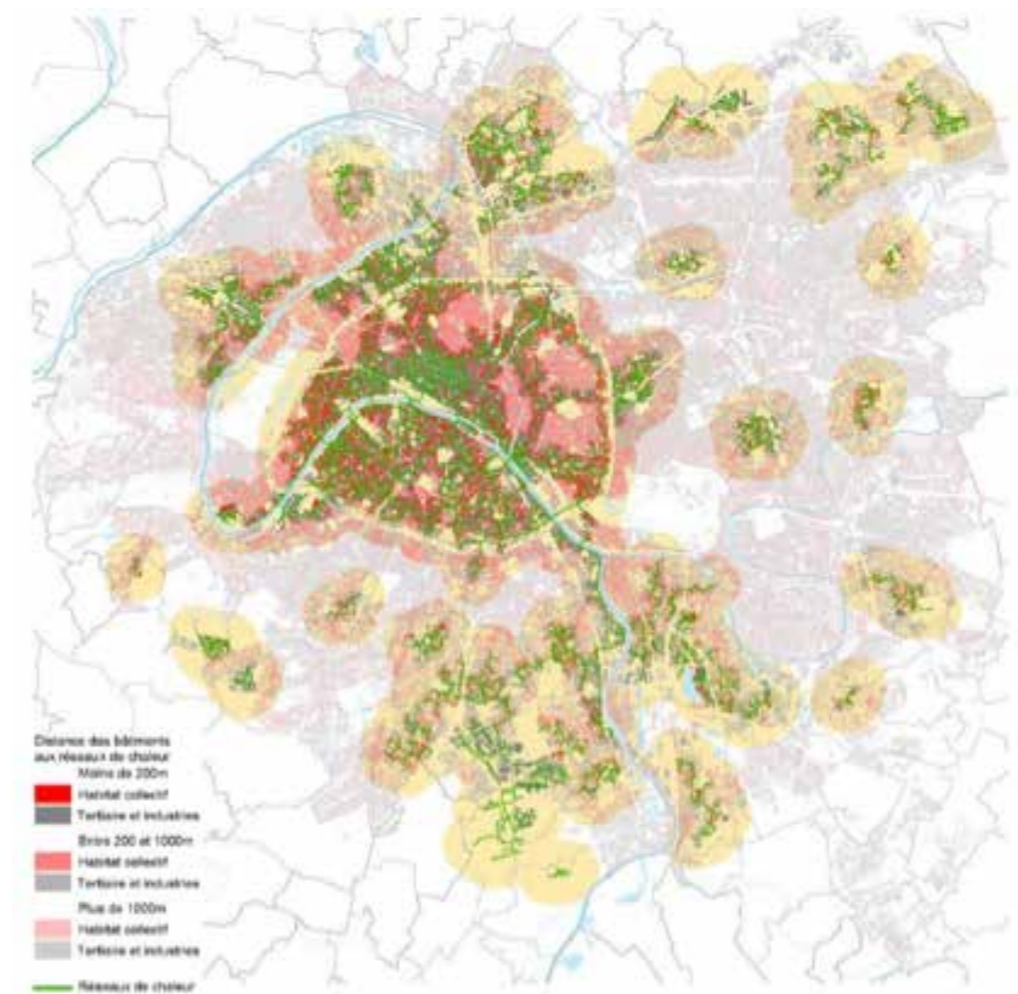 Distance des bâtiments
aux réseaux de chaleur
Moins de 200m
Habitat collectif
Tertiaire et industries
Entre 200 et 1000m
Habitat collectif
Tertiaire et industries
Plus de 1000m
Habitat collectif
Tertiaire et industries
Réseaux de chaleur